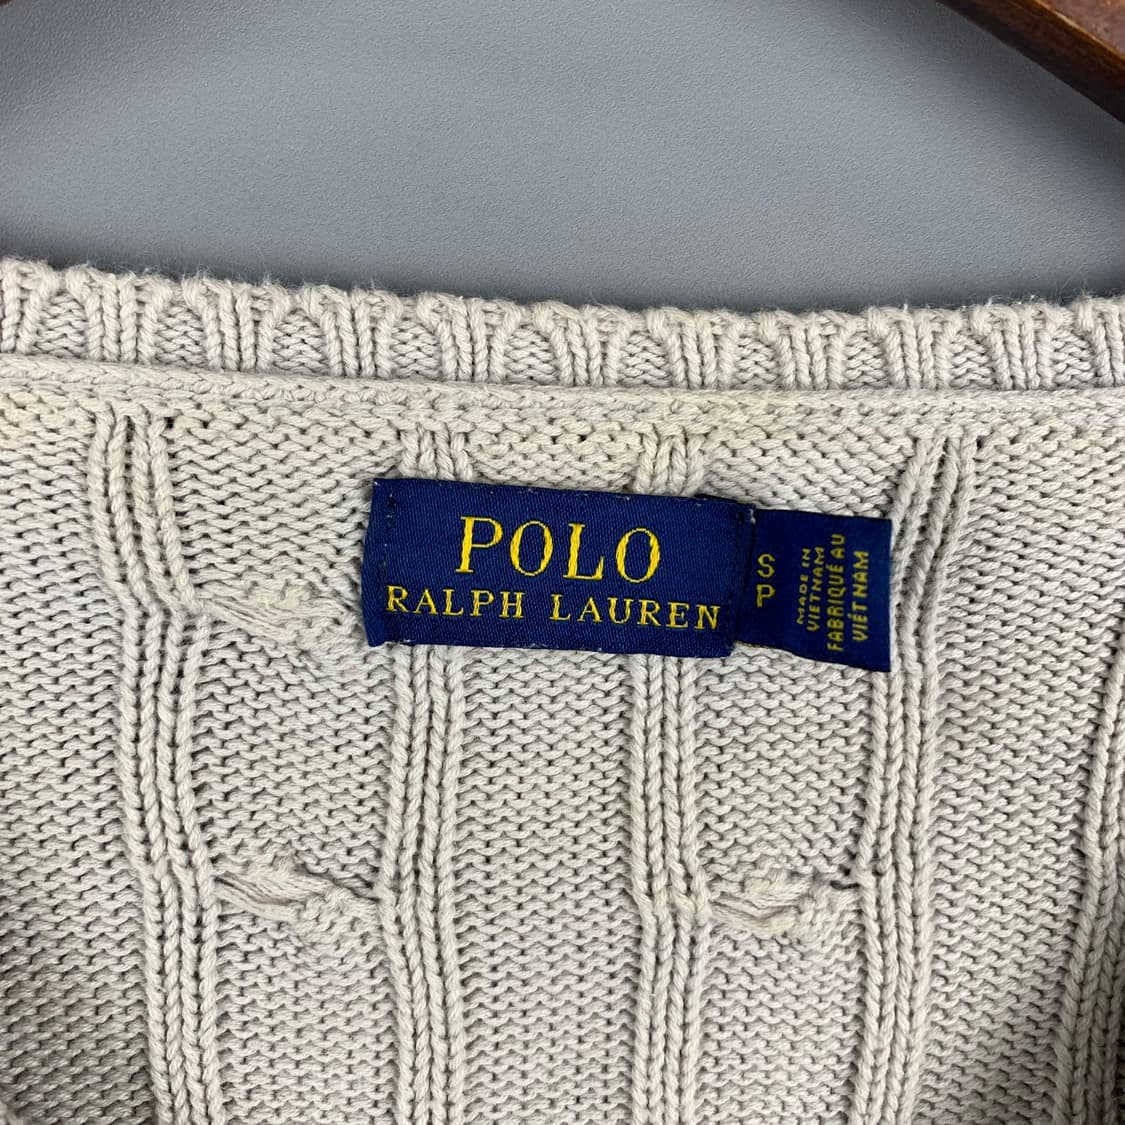 POLO
RALPH LAUREN
S
P
MADE IN
VIETNAM
FABRIQUÉ AU
VIÊT NAM